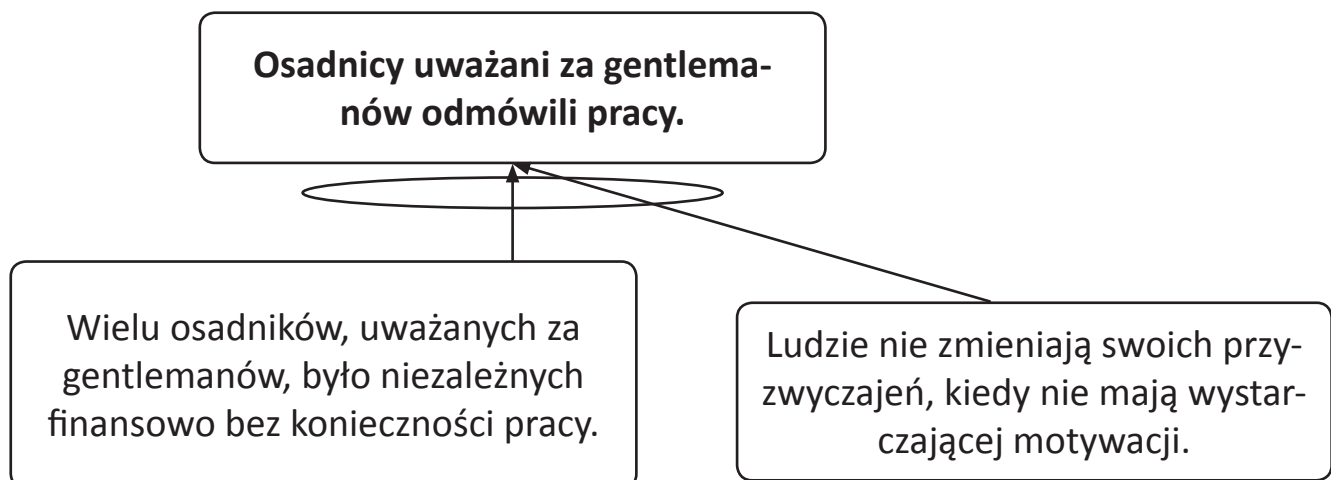 Osadnicy uważani za gentlema-
nów odmówili pracy.
Wielu osadników, uważanych za
gentlemanów, było niezależnych
finansowo bez konieczności pracy.
Ludzie nie zmieniają swoich przy-
zwyczajeń, kiedy nie mają wystar-
czającej motywacji.